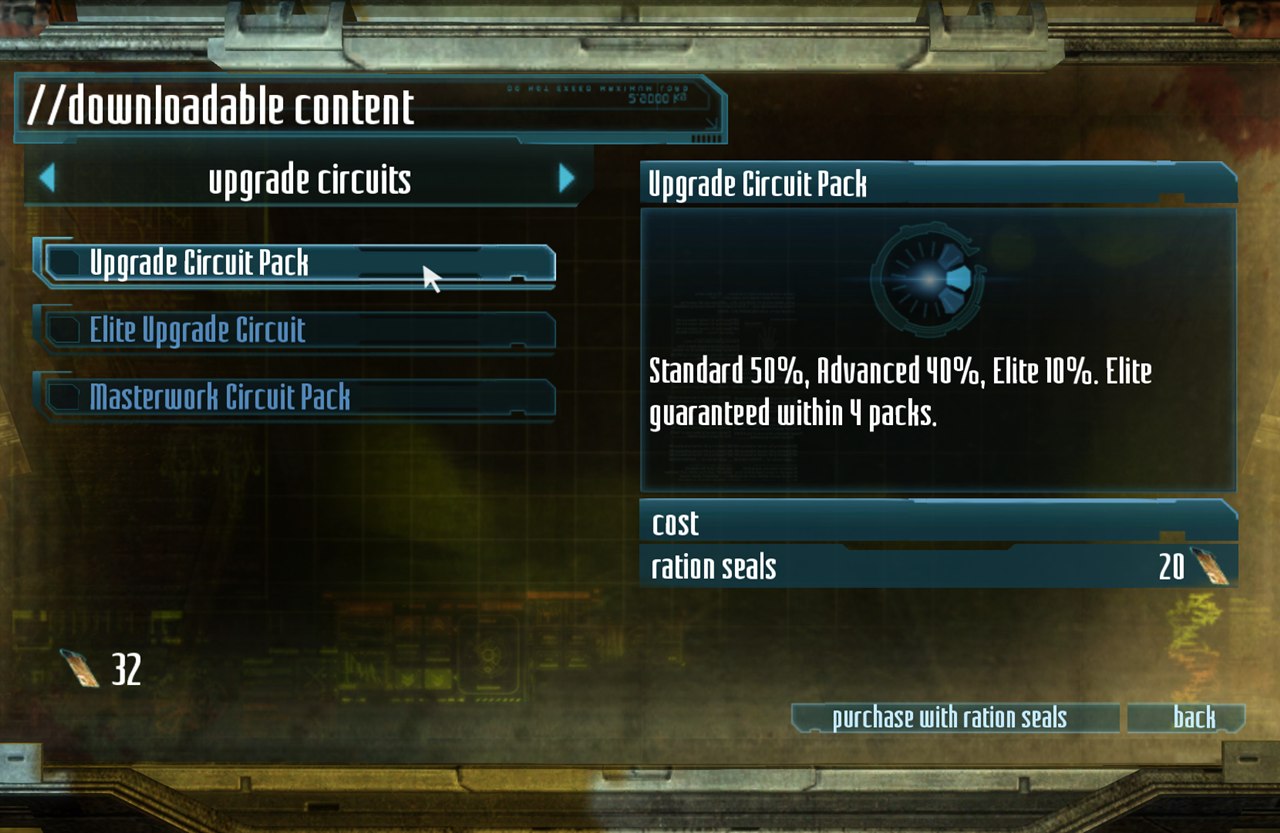 //downloadable content
upgrade circuits
Upgrade Circuit Pack
Elite Upgrade Circuit
Masterwork Circuit Pack
32
Upgrade Circuit Pack
Standard 50%, Advanced 40%, Elite 10%. Elite
guaranteed within 4 packs.
cost
ration seals 20
purchase with ration seals
back